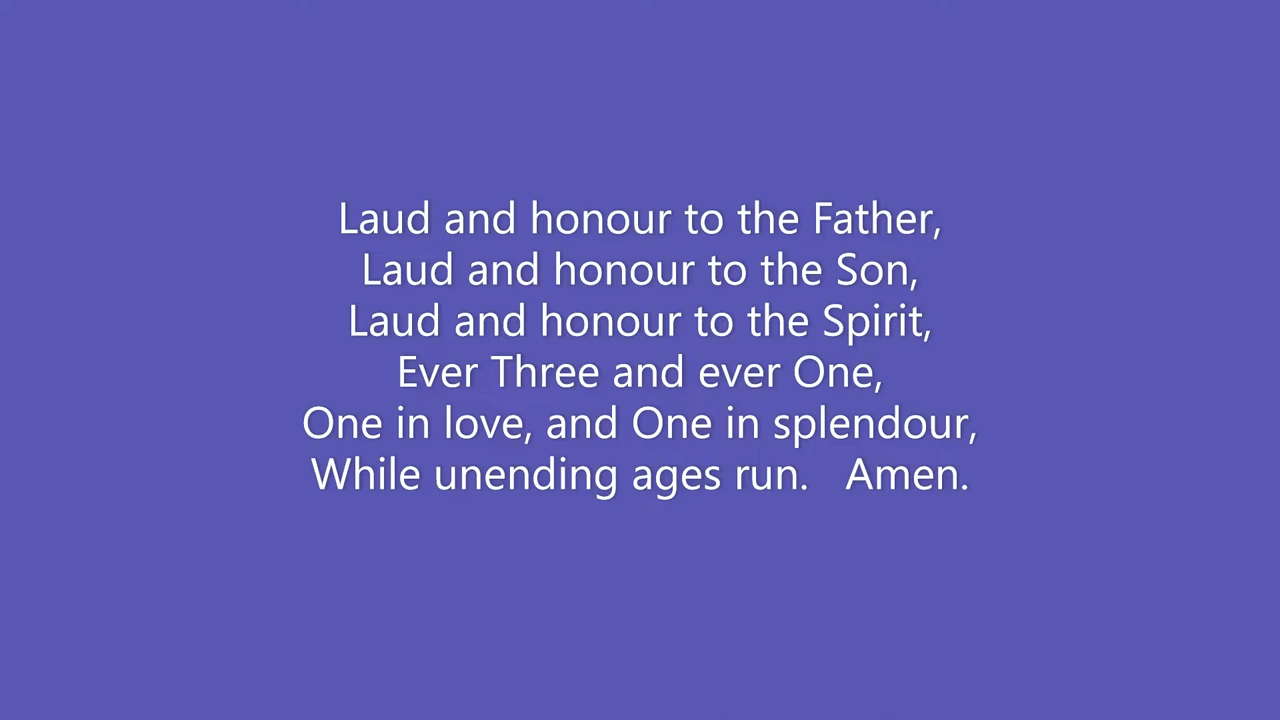 Laud and honour to the Father,
Laud and honour to the Son,
Laud and honour to the Spirit,
Ever Three and ever One,
One in love, and One in splendour,
While unending ages run.   Amen.